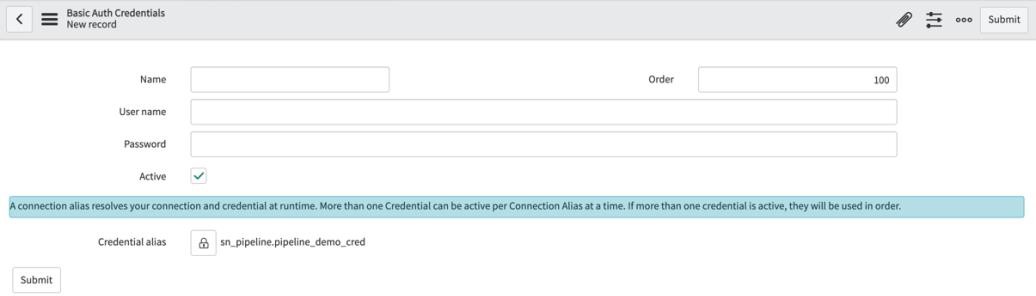 Basic Auth Credentials
New record
Submit
Name
Order 100
User name
Password
Active
A connection alias resolves your connection and credential at runtime. More than one Credential can be active per Connection Alias at a time. If more than one credential is active, they will be used in order.
Credential alias sn_pipeline.pipeline_demo_cred
Submit